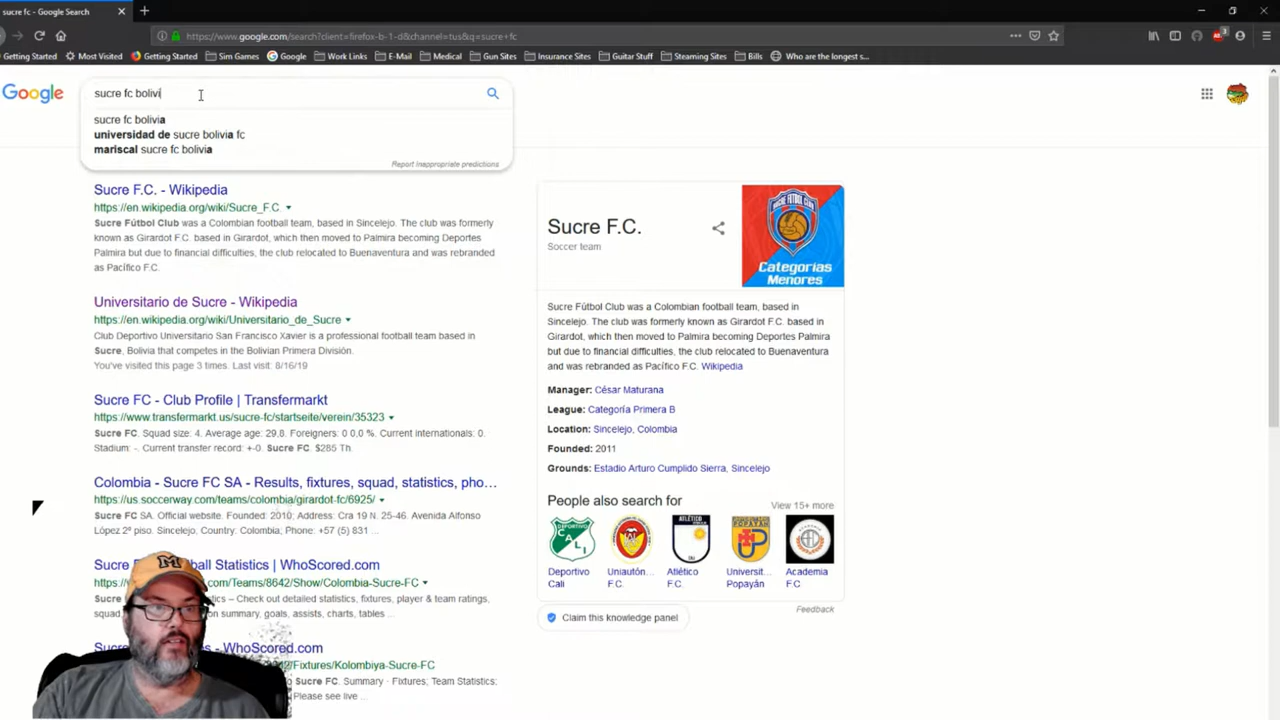 sucre fc - Google Search
https://www.google.com/search?client=firefox-b-1-d&channel=tus&q=sucre+fc
Getting Started Most Visited Getting Started Sim Games Google Work Links E-Mail Medical Gun Sites Insurance Sites Guitar Stuff Steaming Sites Bills Who are the longest s...
Google
sucre fc bolivi
sucre fc bolivia
universidad de sucre bolivia fc
mariscal sucre fc bolivia
Report inappropriate predictions
Sucre F.C. - Wikipedia
https://en.wikipedia.org/wiki/Sucre_F.C.
Sucre Fútbol Club was a Colombian football team, based in Sincelejo. The club was formerly
known as Girardot F.C. based in Girardot, which then moved to Palmira becoming Deportes
Palmira but due to financial difficulties, the club relocated to Buenaventura and was rebranded
as Pacífico F.C.
Universitario de Sucre - Wikipedia
https://en.wikipedia.org/wiki/Universitario_de_Sucre
Club Deportivo Universitario San Francisco Xavier is a professional football team based in
Sucre, Bolivia that competes in the Bolivian Primera División.
You've visited this page 3 times. Last visit: 8/16/19
Sucre FC - Club Profile | Transfermarkt
https://www.transfermarkt.us/sucre-fc/startseite/verein/35323
Sucre FC. Squad size: 4. Average age: 29,8. Foreigners: 0 0,0 %. Current internationals: 0.
Stadium: -. Current transfer record: +-0. Sucre FC. $285 Th.
Colombia - Sucre FC SA - Results, fixtures, squad, statistics, pho...
https://us.soccerway.com/teams/colombia/girardot-fc/6925/
Sucre FC SA. Official website. Founded: 2010; Address: Cra 19 N. 25-46. Avenida Alfonso
López 2º piso. Sincelejo. Country: Colombia; Phone: +57 (5) 831 ...
Sucre F ball Statistics | WhoScored.com
https:// .com/Teams/8642/Show/Colombia-Sucre-FC
Sucre stics – Check out detailed statistics, fixtures, player & team ratings,
squad, on summary, goals, assists, charts, tables ...
Sucre s - WhoScored.com
https:// 42/Fixtures/Kolombiya-Sucre-FC
Sucre FC. Summary · Fixtures; Team Statistics;
Please see live ...
M
Sucre F.C.
Soccer team
SUCRE FUTBOL CLUB
Categorias
Menores
Sucre Fútbol Club was a Colombian football team, based in
Sincelejo. The club was formerly known as Girardot F.C. based in
Girardot, which then moved to Palmira becoming Deportes Palmira
but due to financial difficulties, the club relocated to Buenaventura
and was rebranded as Pacífico F.C. Wikipedia
Manager: César Maturana
League: Categoría Primera B
Location: Sincelejo, Colombia
Founded: 2011
Grounds: Estadio Arturo Cumplido Sierra, Sincelejo
People also search for
View 15+ more
Deportivo Uniautón... Atlético Universit... Academia
Cali F.C. F.C. Popayán F.C
Feedback
Claim this knowledge panel